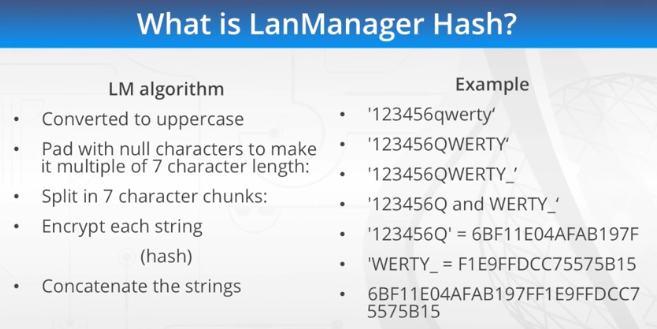 What is LanManager Hash?
LM algorithm
• Converted to uppercase
• Pad with null characters to make
it multiple of 7 character length:
• Split in 7 character chunks:
• Encrypt each string
(hash)
• Concatenate the strings
Example
• '123456qwerty‘
• '123456QWERTY‘
• '123456QWERTY_’
• '123456Q and WERTY_‘
• '123456Q' = 6BF11E04AFAB197F
• 'WERTY_ = F1E9FFDCC75575B15
• 6BF11E04AFAB197FF1E9FFDCC7
5575B15